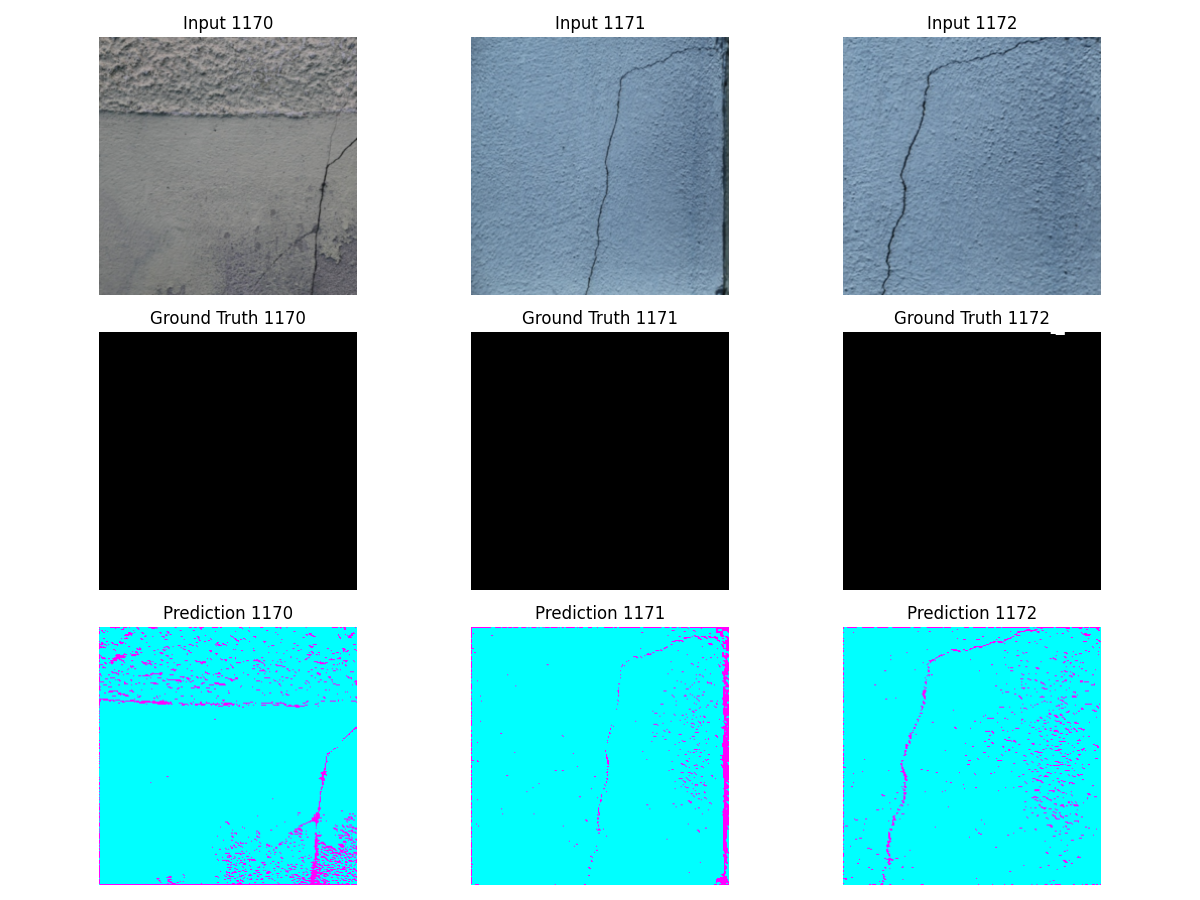 Input 1170
Input 1171
Input 1172
Ground Truth 1170
Ground Truth 1171
Ground Truth 1172
Prediction 1170
Prediction 1171
Prediction 1172